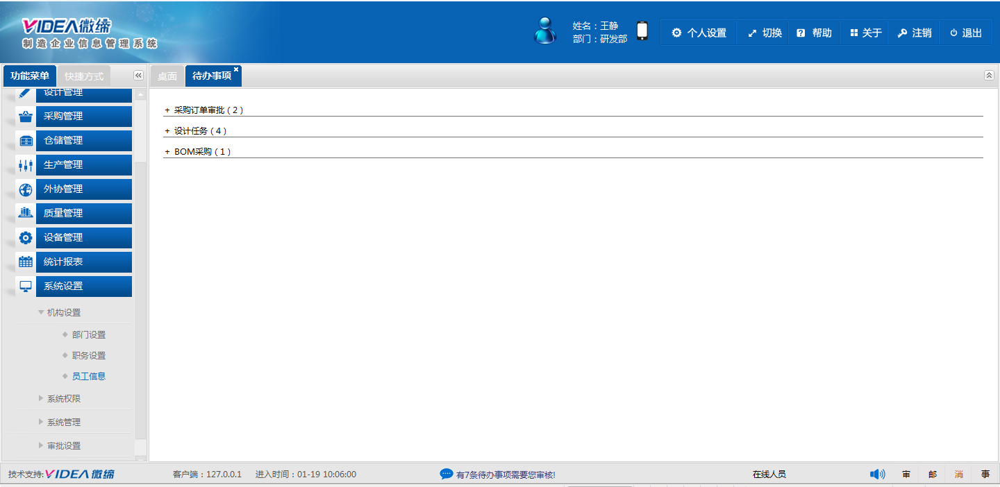 VIDEA微缔
制造企业信息管理系统
姓名：王静
部门：研发部
个人设置 切换 帮助 关于 注销 退出
功能菜单 快捷方式
桌面 待办事项
设计管理
采购管理
仓储管理
生产管理
外协管理
质量管理
设备管理
统计报表
系统设置
机构设置
部门设置
职务设置
员工信息
系统权限
系统管理
审批设置
+ 采购订单审批 ( 2 )
+ 设计任务 ( 4 )
+ BOM采购 ( 1 )
技术支持:VIDEA微缔 客户端：127.0.0.1 进入时间：01-19 10:06:00 有7条待办事项需要您审核! 在线人员 审 邮 消 事